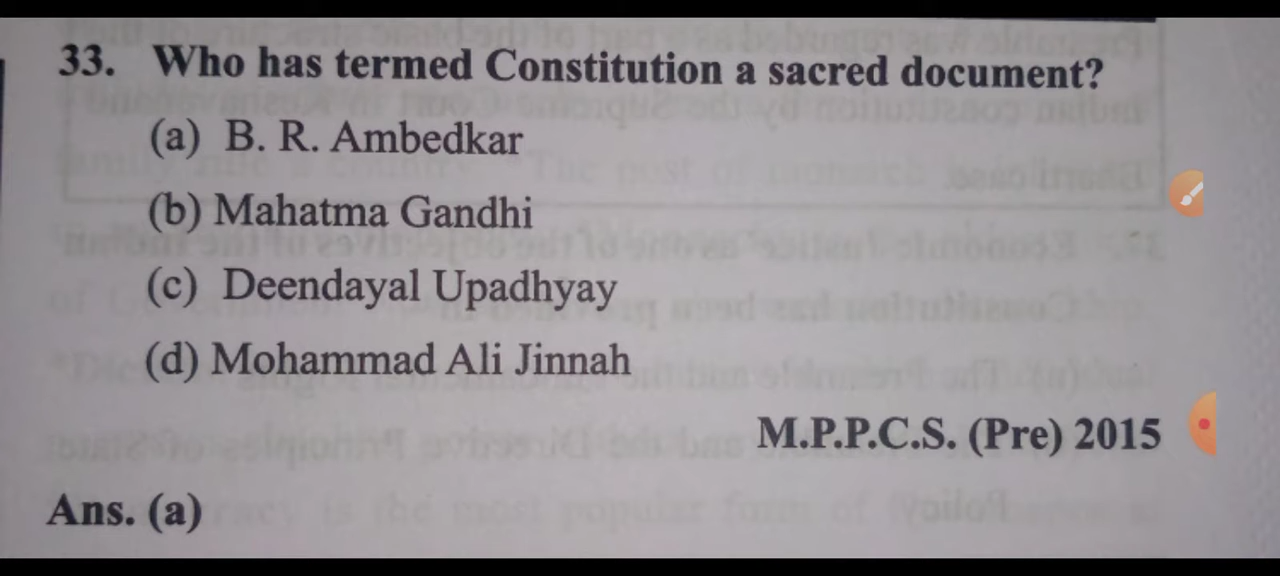 33. Who has termed Constitution a sacred document?
(a) B. R. Ambedkar
(b) Mahatma Gandhi
(c) Deendayal Upadhyay
(d) Mohammad Ali Jinnah
M.P.P.C.S. (Pre) 2015
Ans. (a)